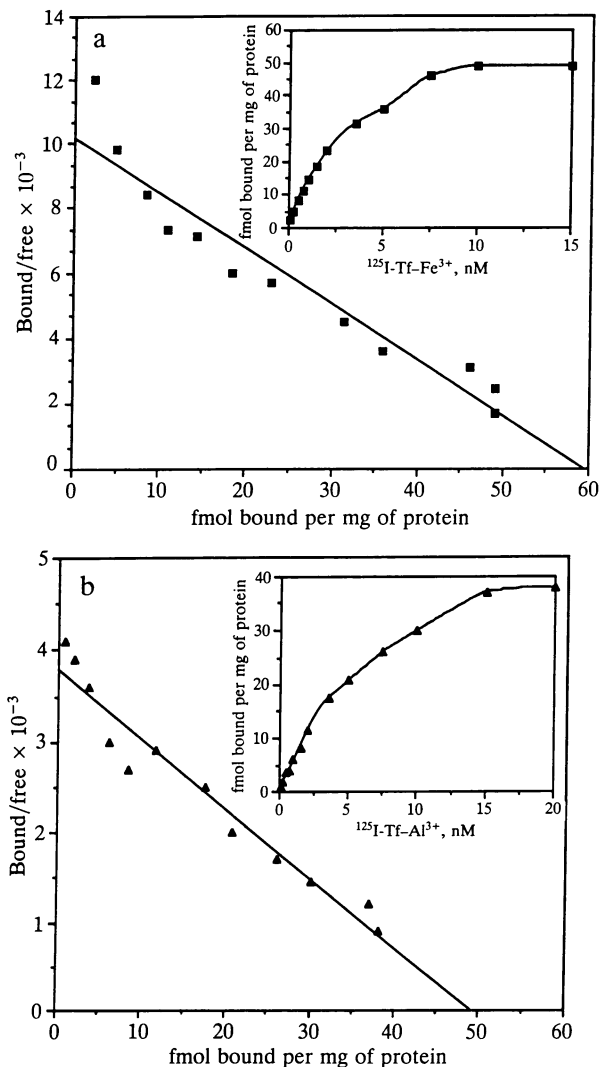 a
Bound/free × 10⁻³
14
12
10
8
6
4
2
0
0 10 20 30 40 50 60
fmol bound per mg of protein
fmol bound per mg of protein
60
50
40
30
20
10
0
0 5 10 15
¹²⁵I-Tf–Fe³⁺, nM
b
Bound/free × 10⁻³
5
4
3
2
1
0
0 10 20 30 40 50 60
fmol bound per mg of protein
fmol bound per mg of protein
40
30
20
10
0
0 5 10 15 20
¹²⁵I-Tf–Al³⁺, nM